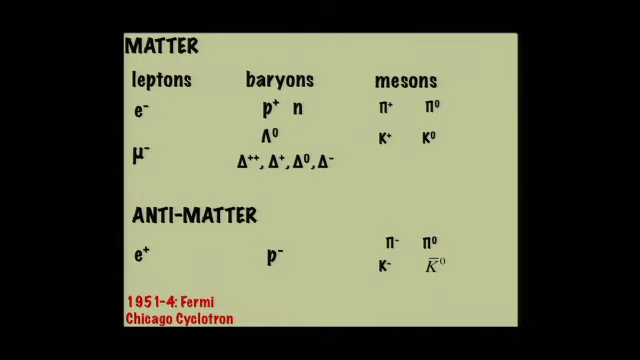 MATTER
leptons baryons mesons
e⁻ p⁺ n π⁺ π⁰
Λ⁰ K⁺ K⁰
μ⁻
Δ⁺⁺, Δ⁺, Δ⁰, Δ⁻
ANTI-MATTER
π⁻ π⁰
e⁺ p⁻
K⁻ K̅⁰
1951-4: Fermi
Chicago Cyclotron